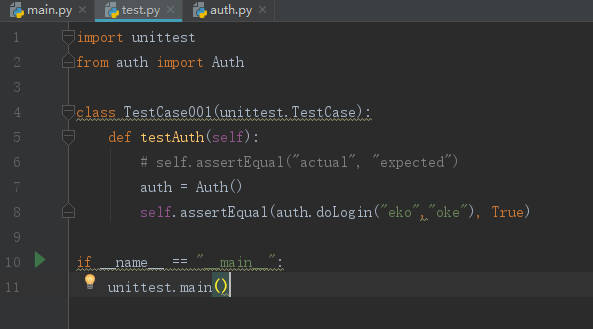 main.py test.py auth.py
1 import unittest
2 from auth import Auth
3
4 class TestCase001(unittest.TestCase):
5 def testAuth(self):
6 # self.assertEqual("actual", "expected")
7 auth = Auth()
8 self.assertEqual(auth.doLogin("eko","oke"), True)
9
10 if __name__ == "__main__":
11 unittest.main()